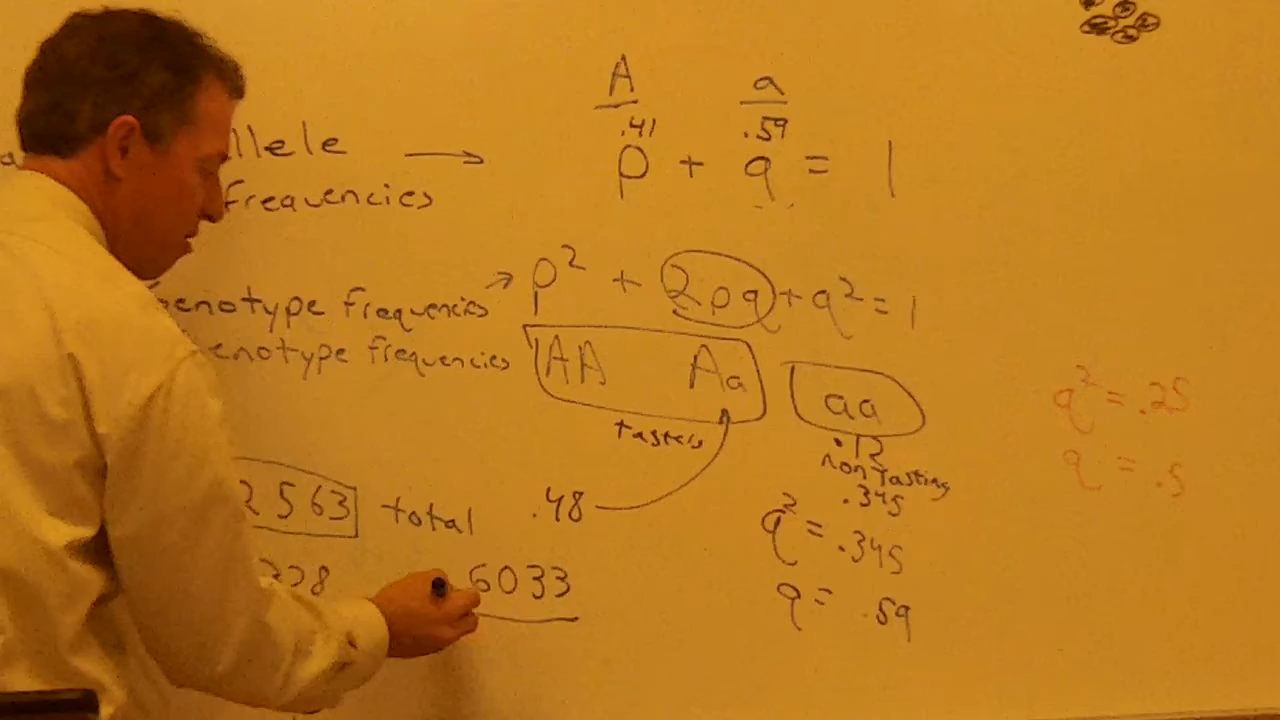 A a
.41 .59
llele → p + q = 1
frequencies
enotype frequencies → p² + 2pq + q² = 1
enotype frequencies AA Aa aa
tasters .12
non tasting
.345
2563 total .48
q² = .345
6033
q = .59
q² = .25
q = .5